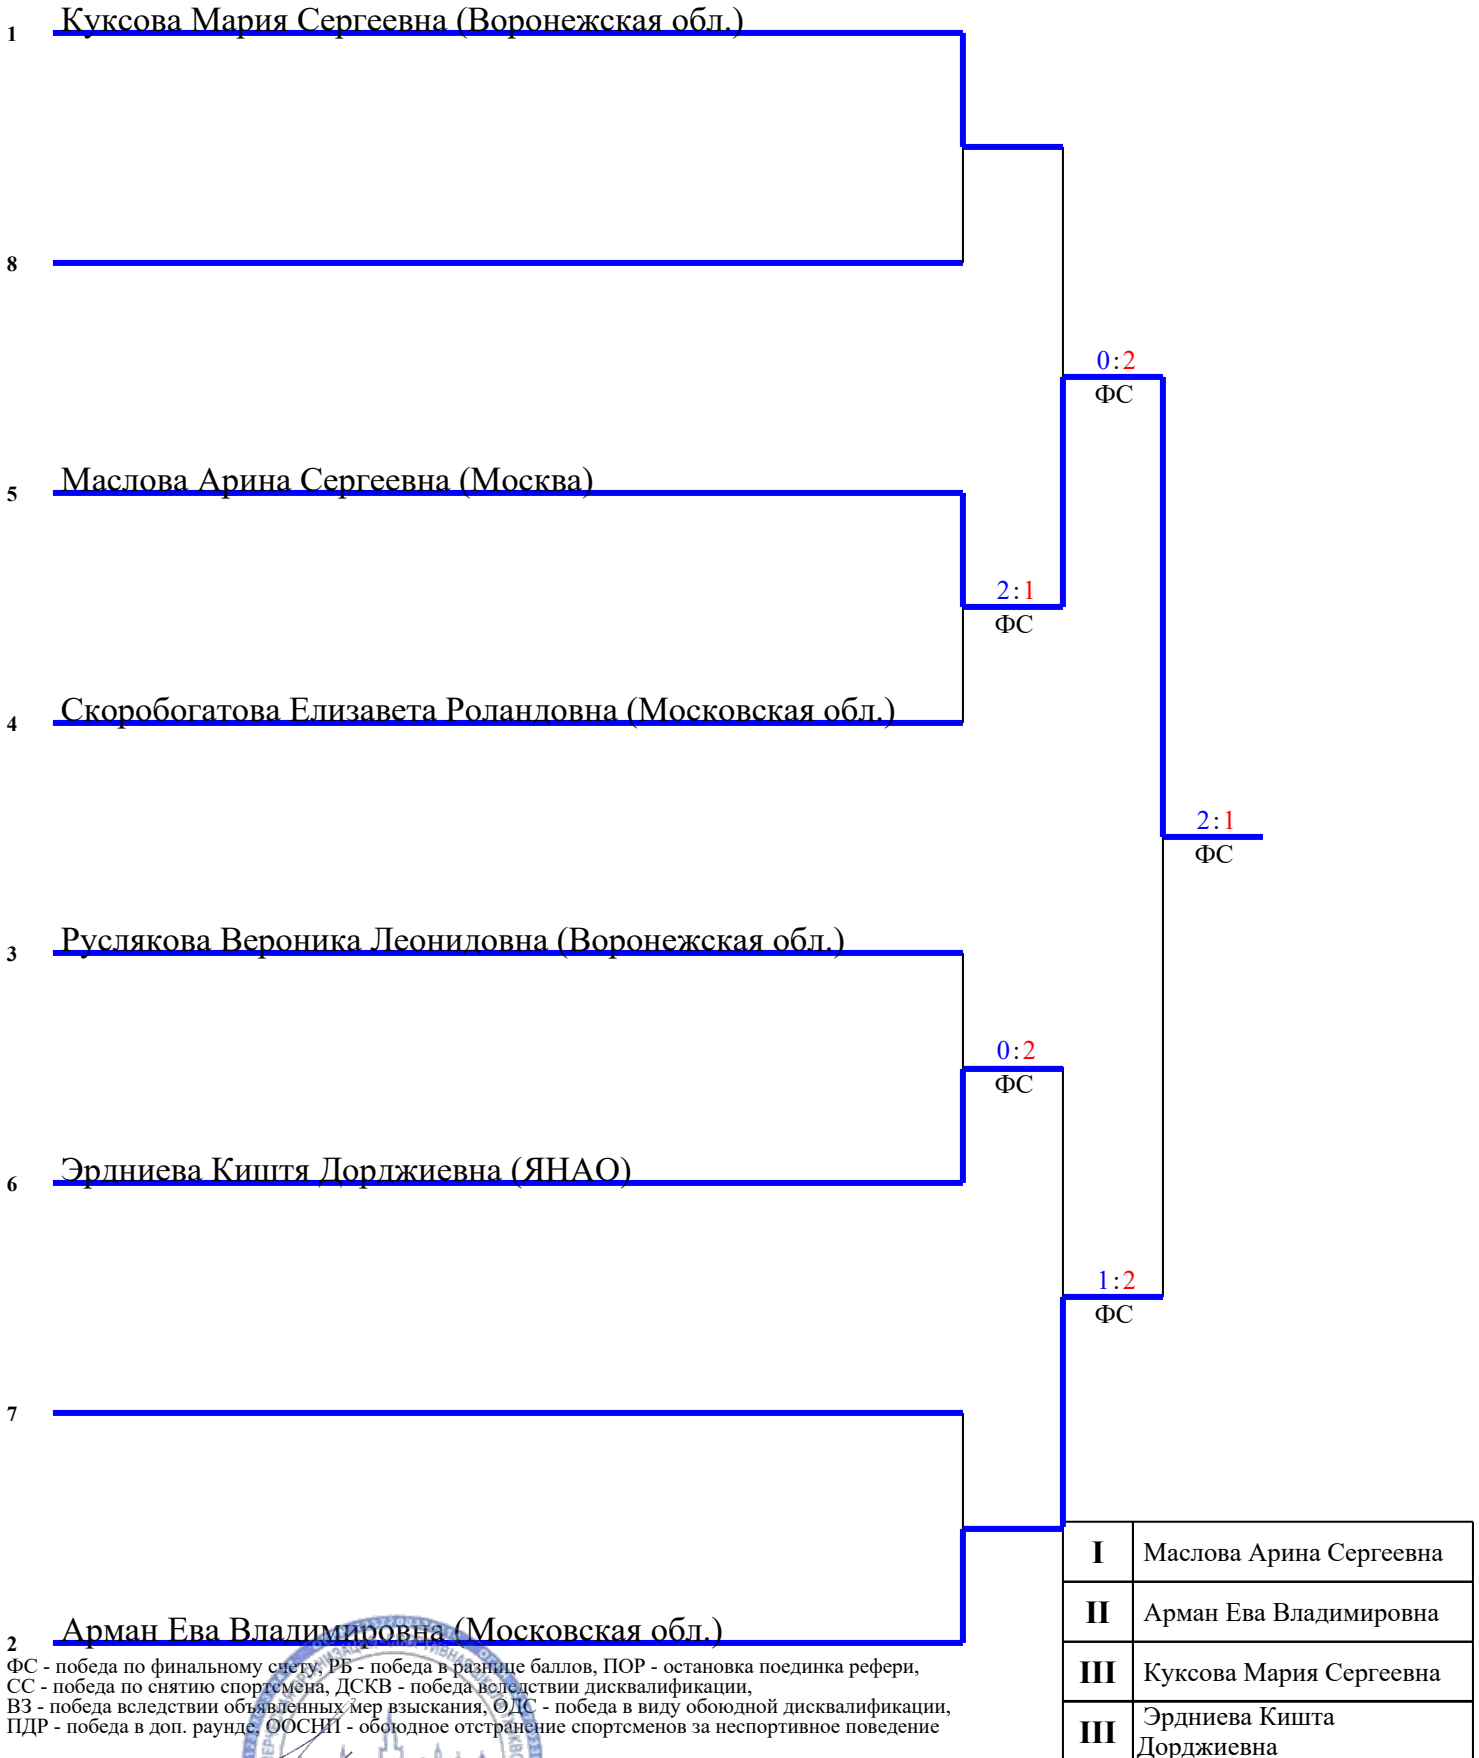 1 Куксова Мария Сергеевна (Воронежская обл.)
8
0:2
ФС
5 Маслова Арина Сергеевна (Москва)
2:1
ФС
4 Скоробогатова Елизавета Роландовна (Московская обл.)
2:1
ФС
3 Руслякова Вероника Леонидовна (Воронежская обл.)
0:2
ФС
6 Эрдниева Киштя Дорджиевна (ЯНАО)
1:2
ФС
7
2 Арман Ева Владимировна (Московская обл.)
I Маслова Арина Сергеевна
II Арман Ева Владимировна
III Куксова Мария Сергеевна
III Эрдниева Кишта
Дорджиевна
ФС - победа по финальному счету, РБ - победа в разнице баллов, ПОР - остановка поединка рефери,
СС - победа по снятию спортсмена, ДСКВ - победа вследствии дисквалификации,
ВЗ - победа вследствии объявленных мер взыскания, ОДС - победа в виду обоюдной дисквалификации,
ПДР - победа в доп. раунде, ООСНП - обоюдное отстранение спортсменов за неспортивное поведение